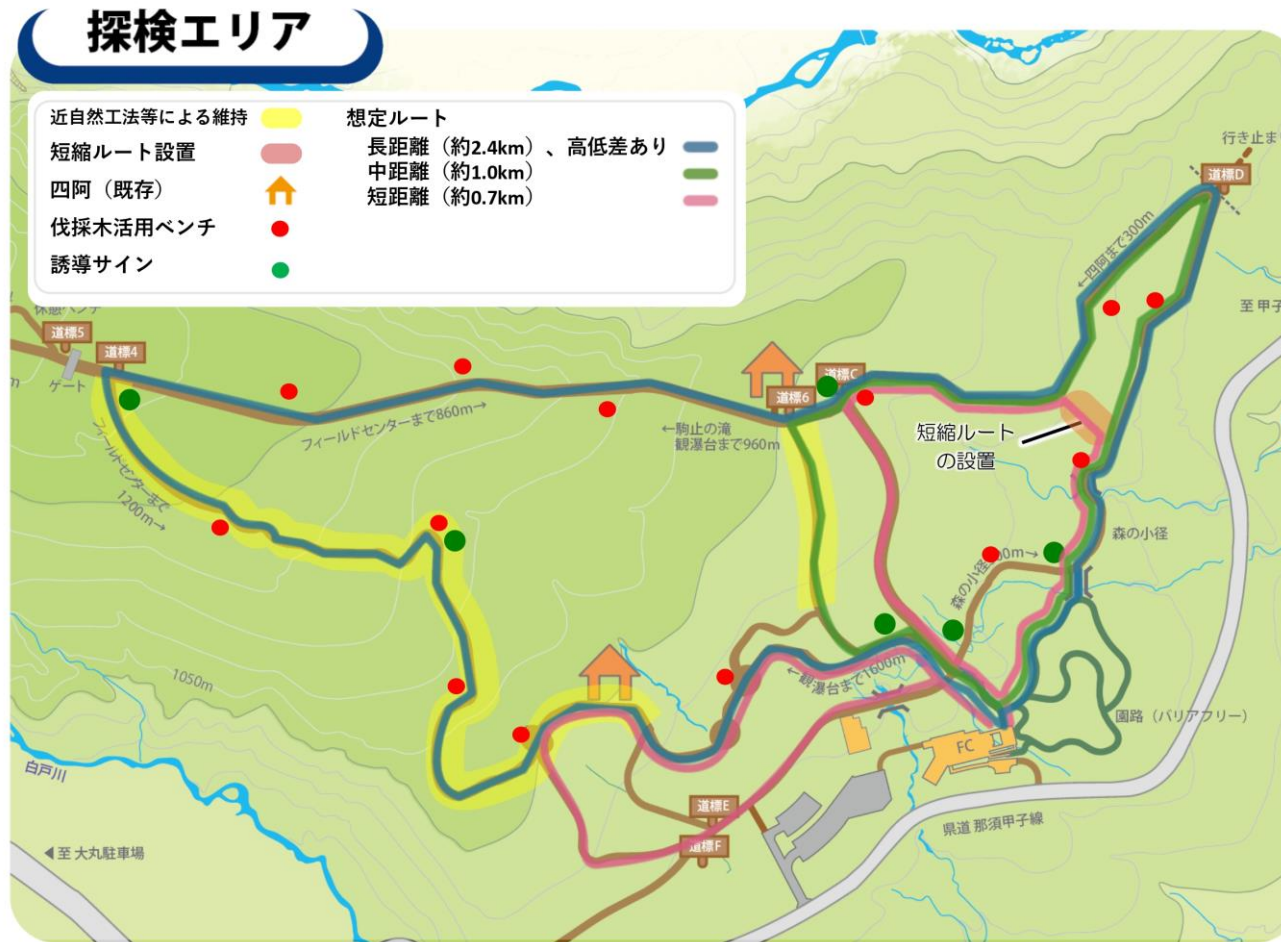 探検エリア
近自然工法等による維持
短縮ルート設置
四阿（既存）
伐採木活用ベンチ
誘導サイン
想定ルート
長距離（約2.4km）、高低差あり
中距離（約1.0km）
短距離（約0.7km）
行き止ま
道標D
←四阿まで300m
至 甲子
休憩ベンチ
道標5
道標4
ゲート
フィールドセンターまで860m→
道標C
道標6
←駒止の滝
観瀑台まで960m
短縮ルート
の設置
フィールドセンターまで
1200m→
森の小径
森の小径
00m→
←観瀑台まで1600m
1050m
園路（バリアフリー）
FC
白戸川
道標E
道標F
県道 那須甲子線
◀至 大丸駐車場